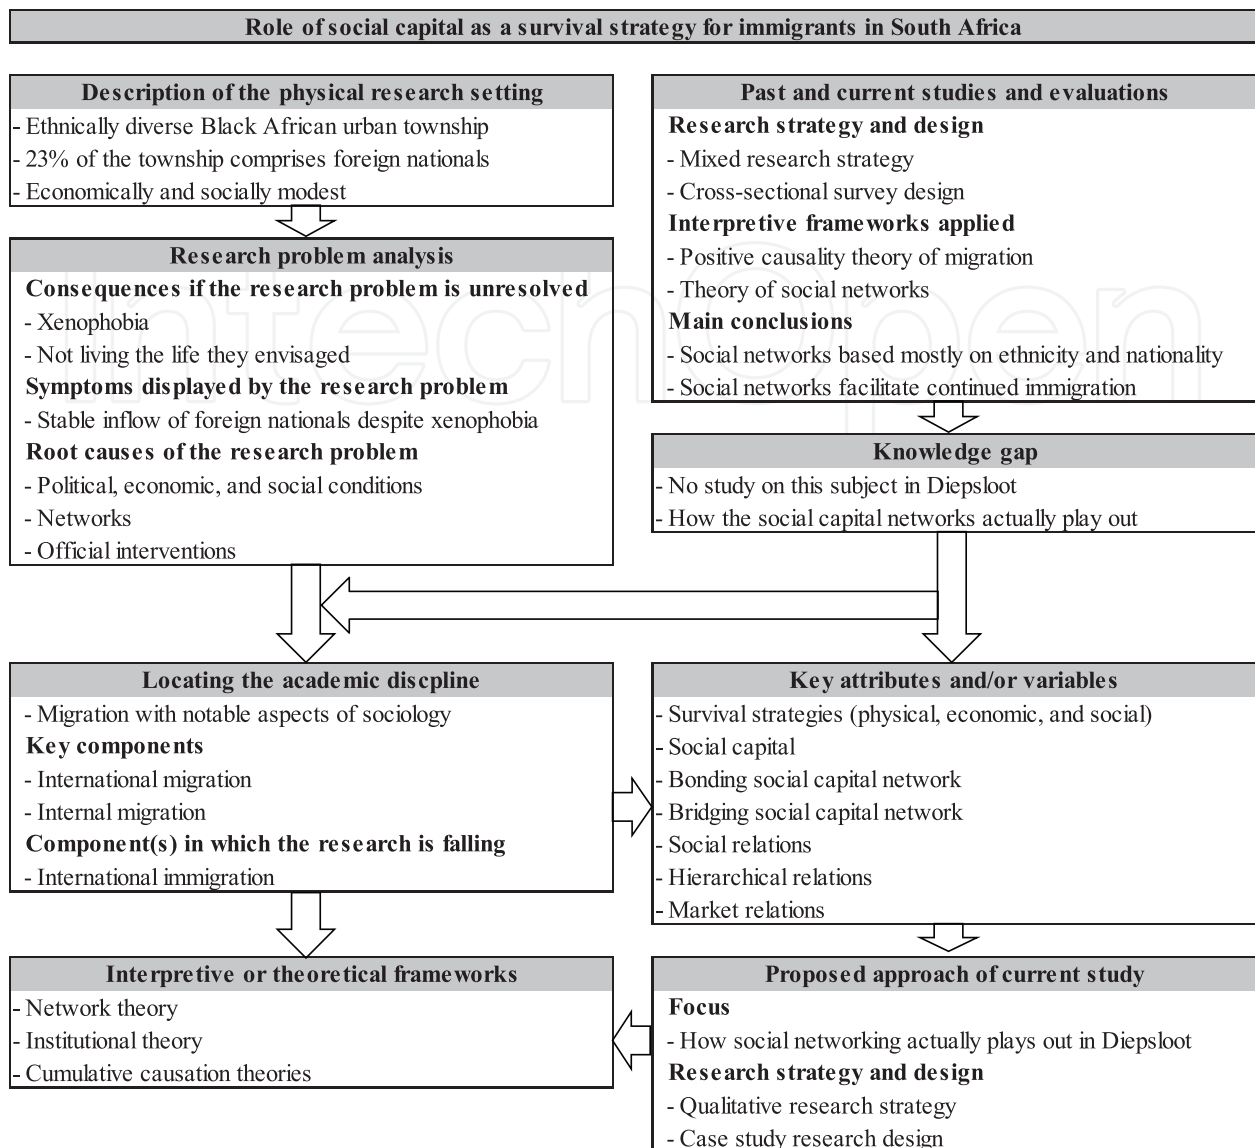 Role of social capital as a survival strategy for immigrants in South Africa
Description of the physical research setting
- Ethnically diverse Black African urban township
- 23% of the township comprises foreign nationals
- Economically and socially modest
Research problem analysis
Consequences if the research problem is unresolved
- Xenophobia
- Not living the life they envisaged
Symptoms displayed by the research problem
- Stable inflow of foreign nationals despite xenophobia
Root causes of the research problem
- Political, economic, and social conditions
- Networks
- Official interventions
Past and current studies and evaluations
Research strategy and design
- Mixed research strategy
- Cross-sectional survey design
Interpretive frameworks applied
- Positive causality theory of migration
- Theory of social networks
Main conclusions
- Social networks based mostly on ethnicity and nationality
- Social networks facilitate continued immigration
Knowledge gap
- No study on this subject in Diepsloot
- How the social capital networks actually play out
Locating the academic discpline
- Migration with notable aspects of sociology
Key components
- International migration
- Internal migration
Component(s) in which the research is falling
- International immigration
Key attributes and/or variables
- Survival strategies (physical, economic, and social)
- Social capital
- Bonding social capital network
- Bridging social capital network
- Social relations
- Hierarchical relations
- Market relations
Interpretive or theoretical frameworks
- Network theory
- Institutional theory
- Cumulative causation theories
Proposed approach of current study
Focus
- How social networking actually plays out in Diepsloot
Research strategy and design
- Qualitative research strategy
- Case study research design
IntechOpen